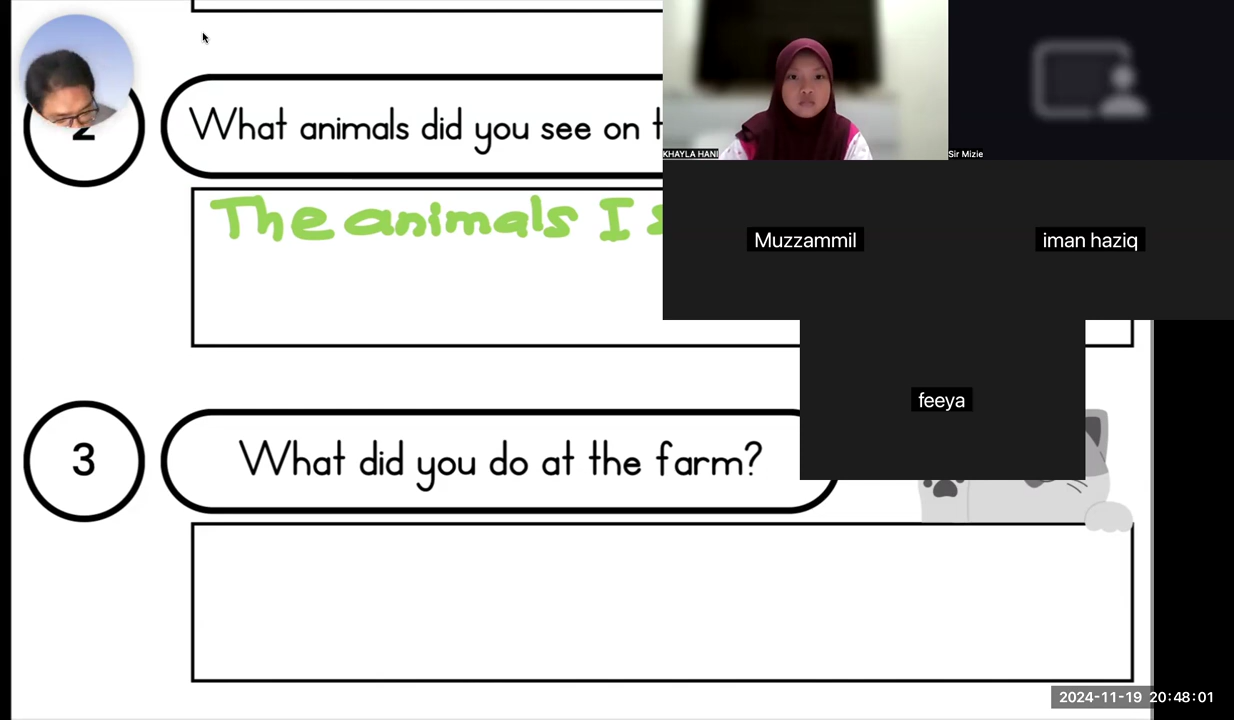 2
What animals did you see on t
The animals I s
3
What did you do at the farm?
KHAYLA HANI
Sir Mizie
Muzzammil
iman haziq
feeya
2024-11-19 20:48:01